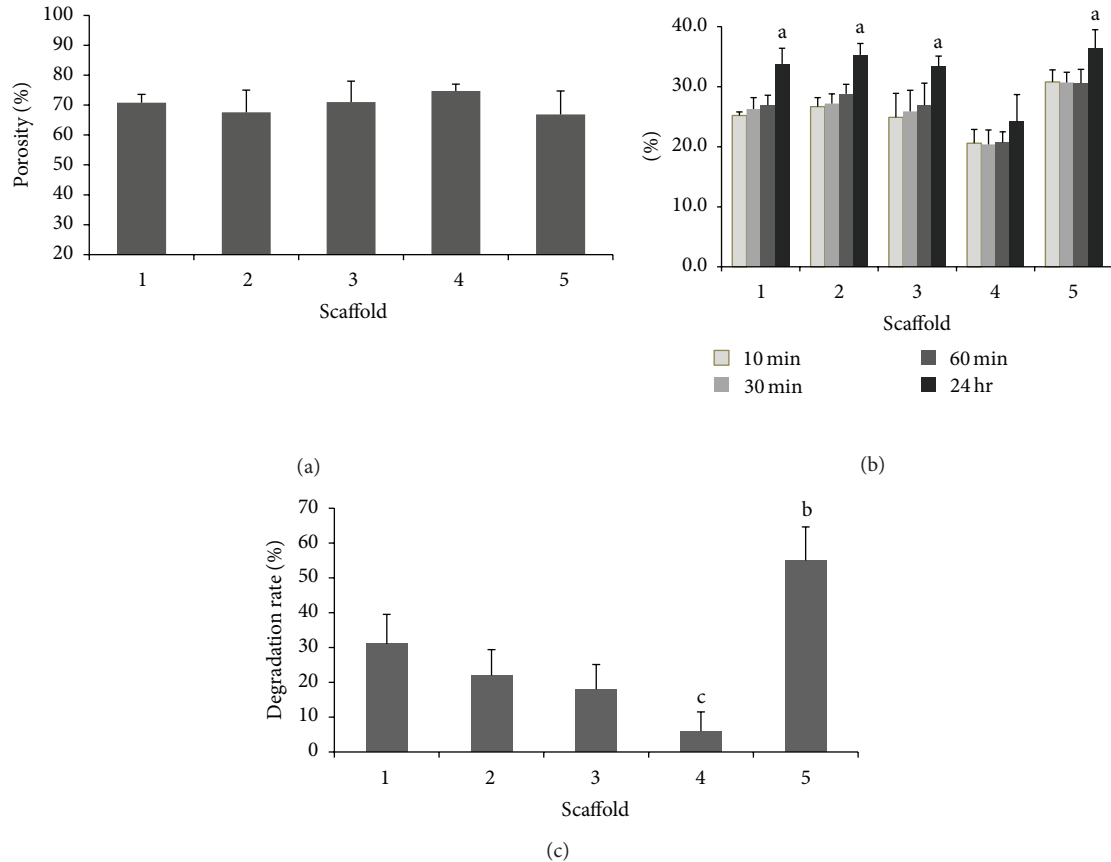 100
90
80
70
60
50
40
30
20
Porosity (%)
1 2 3 4 5
Scaffold
(a)
40.0
30.0
20.0
10.0
0.0
(%)
a a a a
1 2 3 4 5
Scaffold
10 min 60 min
30 min 24 hr
(b)
70
60
50
40
30
20
10
0
Degradation rate (%)
c b
1 2 3 4 5
Scaffold
(c)